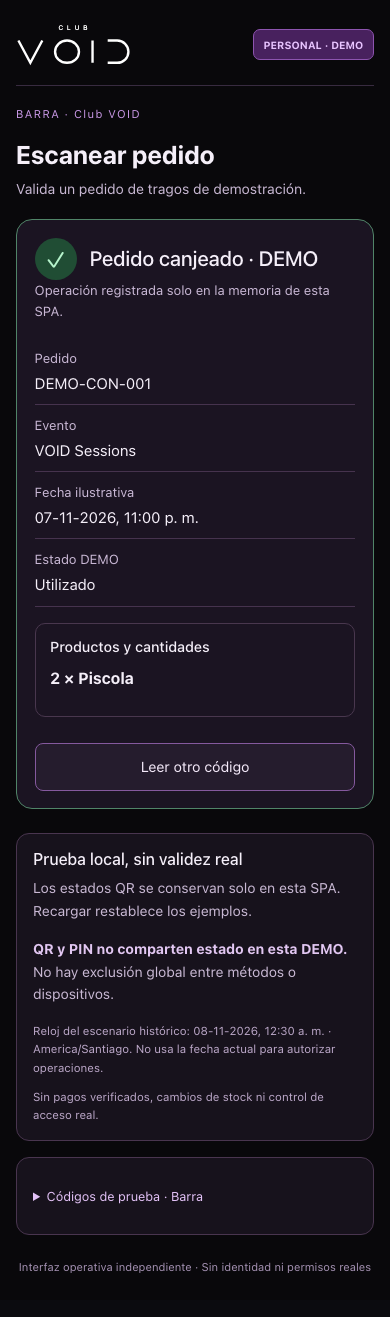 CLUB
VOID
PERSONAL · DEMO
BARRA · Club VOID
Escanear pedido
Valida un pedido de tragos de demostración.
Pedido canjeado · DEMO
Operación registrada solo en la memoria de esta
SPA.
Pedido
DEMO-CON-001
Evento
VOID Sessions
Fecha ilustrativa
07-11-2026, 11:00 p. m.
Estado DEMO
Utilizado
Productos y cantidades
2 × Piscola
Leer otro código
Prueba local, sin validez real
Los estados QR se conservan solo en esta SPA.
Recargar restablece los ejemplos.
QR y PIN no comparten estado en esta DEMO.
No hay exclusión global entre métodos o
dispositivos.
Reloj del escenario histórico: 08-11-2026, 12:30 a. m. ·
America/Santiago. No usa la fecha actual para autorizar
operaciones.
Sin pagos verificados, cambios de stock ni control de
acceso real.
Códigos de prueba · Barra
Interfaz operativa independiente · Sin identidad ni permisos reales